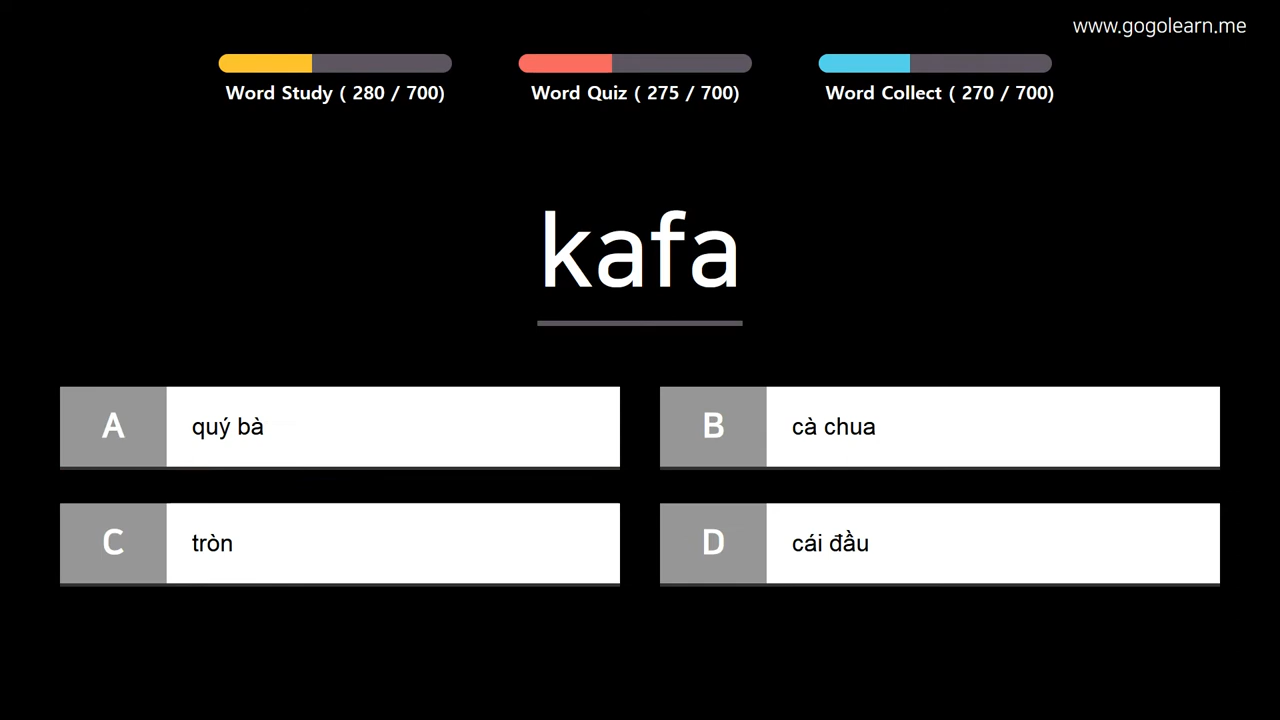 www.gogolearn.me
Word Study ( 280 / 700)
Word Quiz ( 275 / 700)
Word Collect ( 270 / 700)
kafa
A quý bà
B cà chua
C tròn
D cái đầu